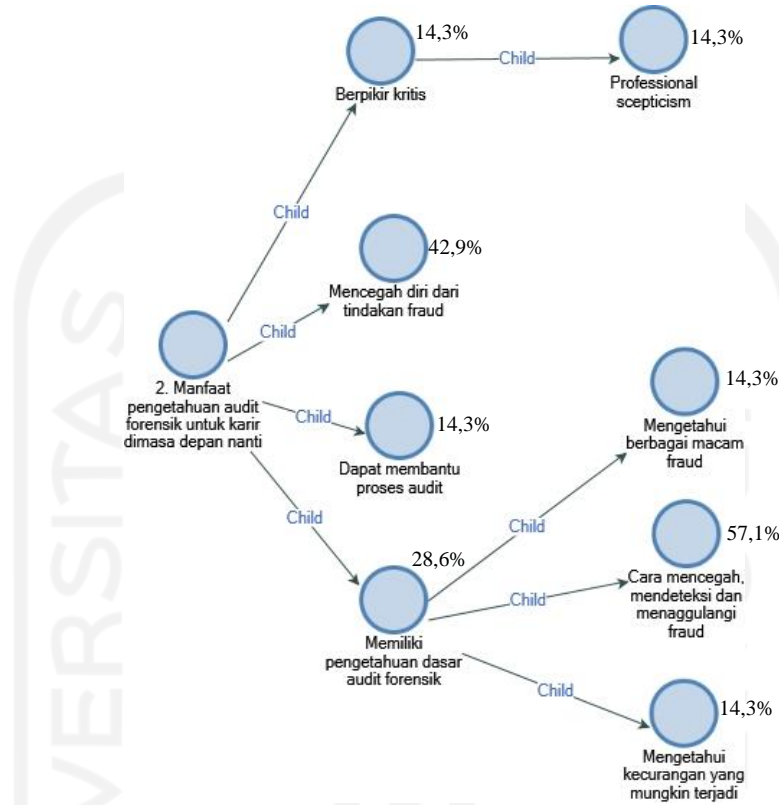 14,3%
Berpikir kritis
Child
14,3%
Professional
scepticism
Child
42,9%
Mencegah diri dari
tindakan fraud
Child
2. Manfaat
pengetahuan audit
forensik untuk karir
dimasa depan nanti
Child
14,3%
Dapat membantu
proses audit
Child
28,6%
Memiliki
pengetahuan dasar
audit forensik
Child
14,3%
Mengetahui
berbagai macam
fraud
Child
57,1%
Cara mencegah,
mendeteksi dan
menaggulangi
fraud
Child
14,3%
Mengetahui
kecurangan yang
mungkin terjadi
VERSITAS